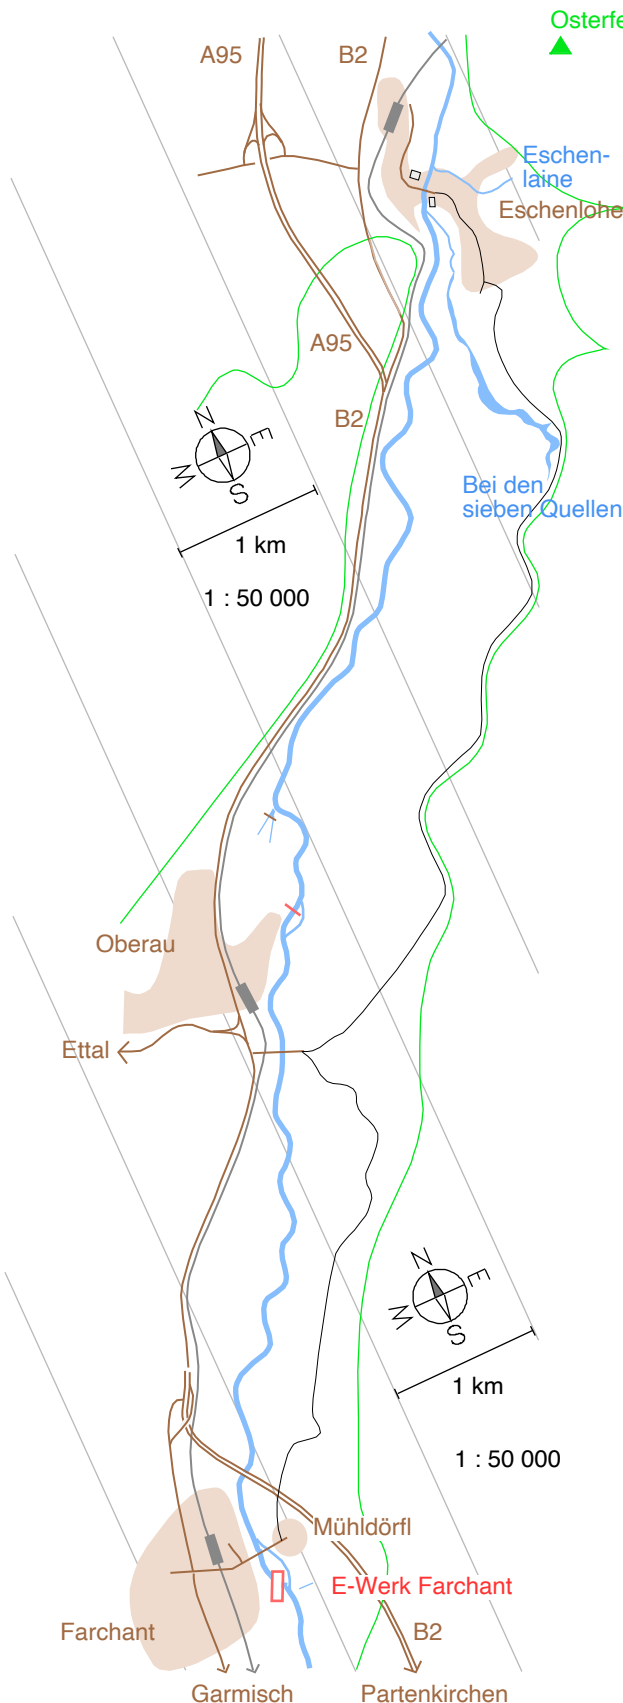 Osterfe
A95
B2
Eschen-
laine
Eschenlohe
A95
B2
N
E
W
S
Bei den
sieben Quellen
1 km
1 : 50 000
Oberau
Ettal
N
E
W
S
1 km
1 : 50 000
Mühldörfl
E-Werk Farchant
Farchant
B2
Garmisch
Partenkirchen